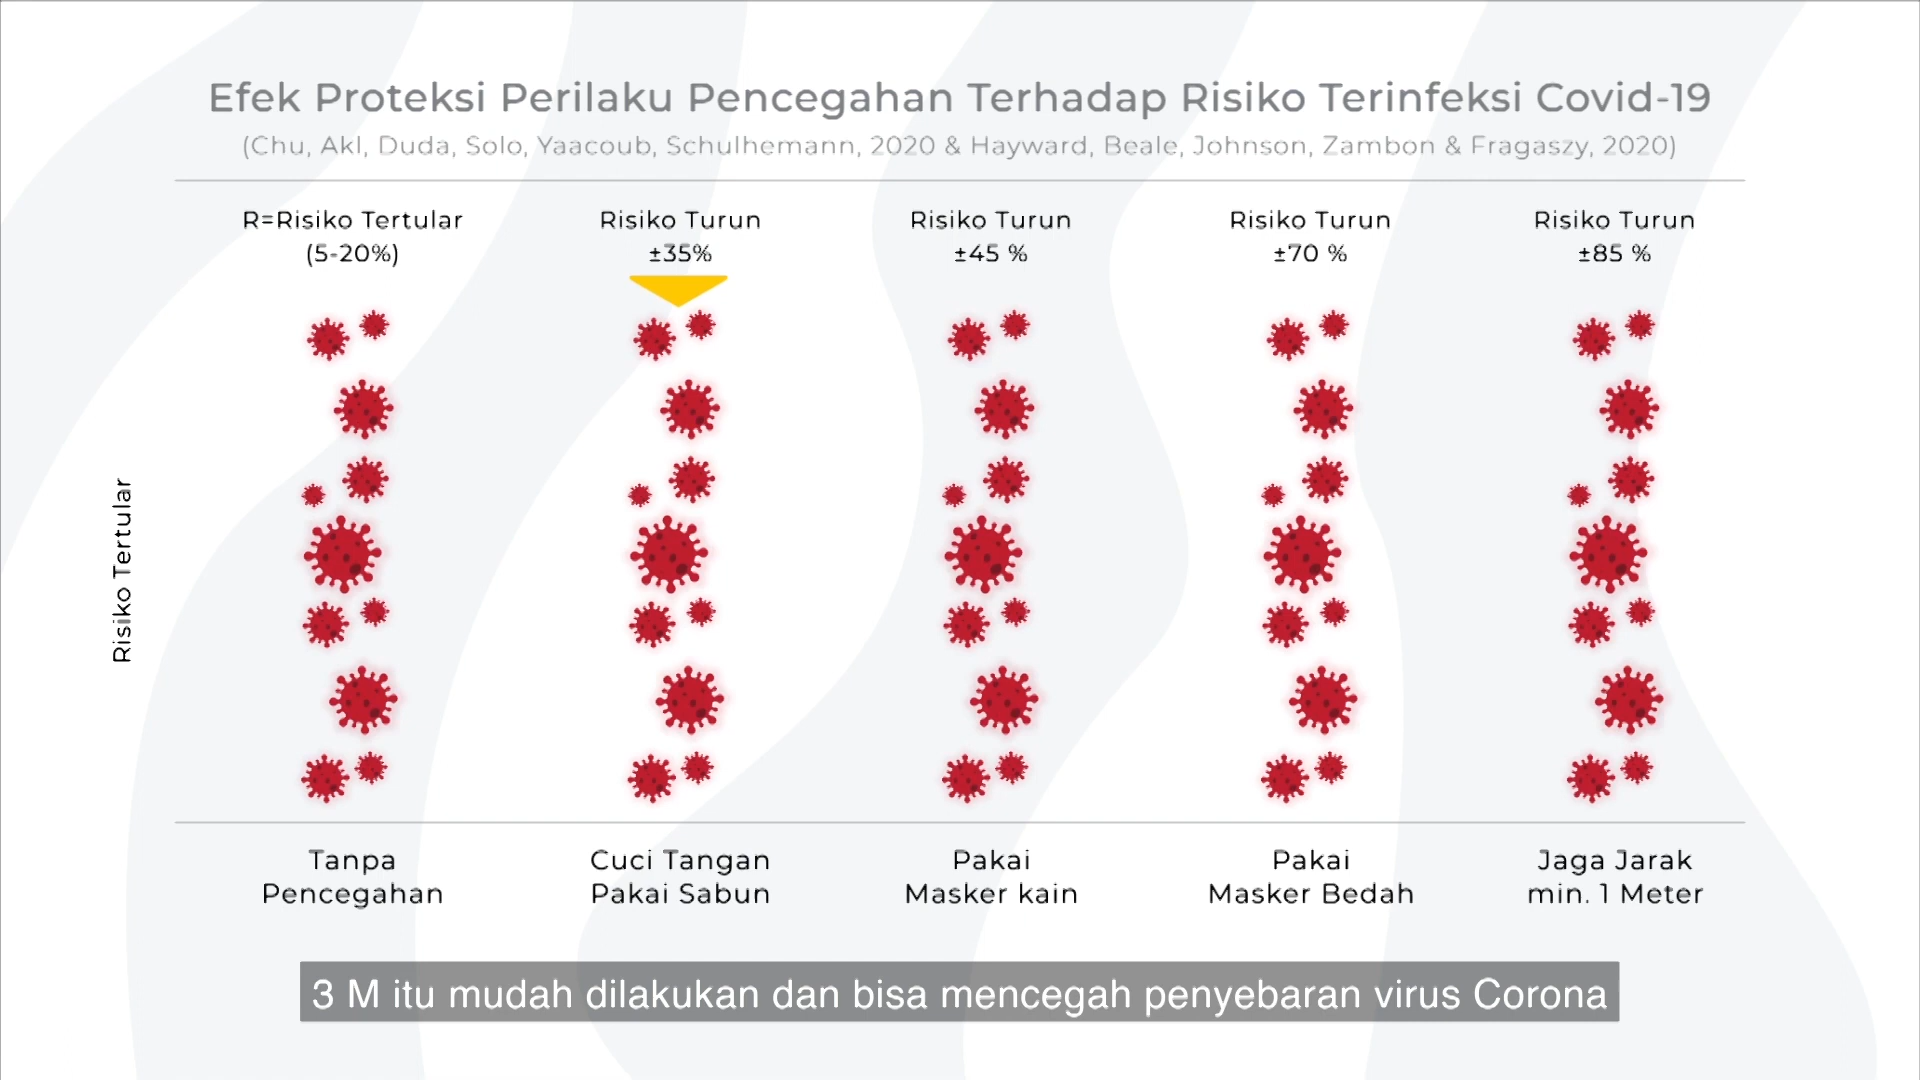 Efek Proteksi Perilaku Pencegahan Terhadap Risiko Terinfeksi Covid-19
(Chu, Akl, Duda, Solo, Yaacoub, Schulhemann, 2020 & Hayward, Beale, Johnson, Zambon & Fragaszy, 2020)
R=Risiko Tertular
(5-20%)
Risiko Turun
±35%
Risiko Turun
±45 %
Risiko Turun
±70 %
Risiko Turun
±85 %
Risiko Tertular
Tanpa
Pencegahan
Cuci Tangan
Pakai Sabun
Pakai
Masker kain
Pakai
Masker Bedah
Jaga Jarak
min. 1 Meter
3 M itu mudah dilakukan dan bisa mencegah penyebaran virus Corona